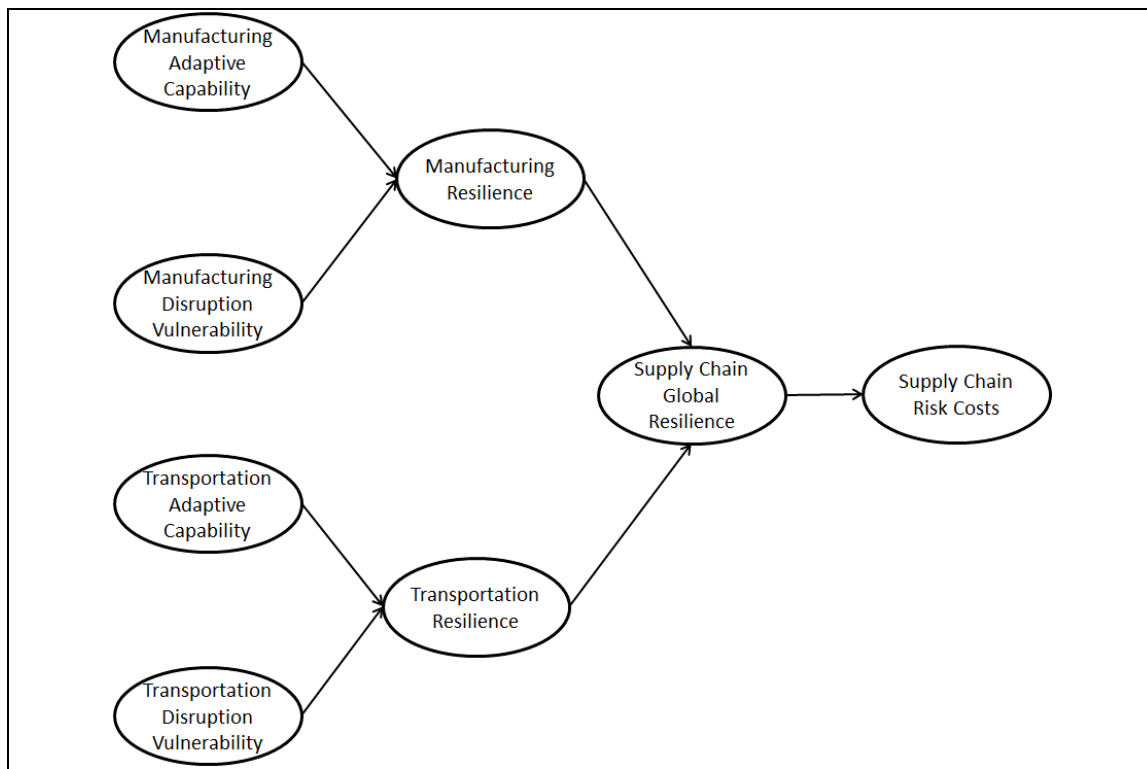 Manufacturing
Adaptive
Capability
Manufacturing
Resilience
Manufacturing
Disruption
Vulnerability
Supply Chain
Global
Resilience
Supply Chain
Risk Costs
Transportation
Adaptive
Capability
Transportation
Resilience
Transportation
Disruption
Vulnerability